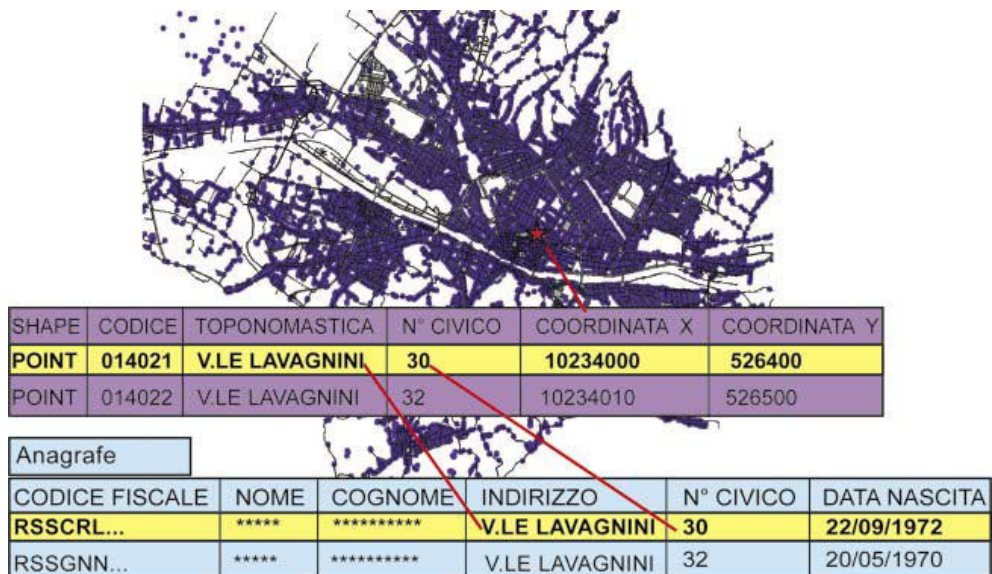 SHAPE CODICE TOPONOMASTICA N° CIVICO COORDINATA X COORDINATA Y
POINT 014021 V.LE LAVAGNINI 30 10234000 526400
POINT 014022 V.LE LAVAGNINI 32 10234010 526500
Anagrafe
CODICE FISCALE NOME COGNOME INDIRIZZO N° CIVICO DATA NASCITA
RSSCRL... ***** ********** V.LE LAVAGNINI 30 22/09/1972
RSSGNN... ***** ********** V.LE LAVAGNINI 32 20/05/1970